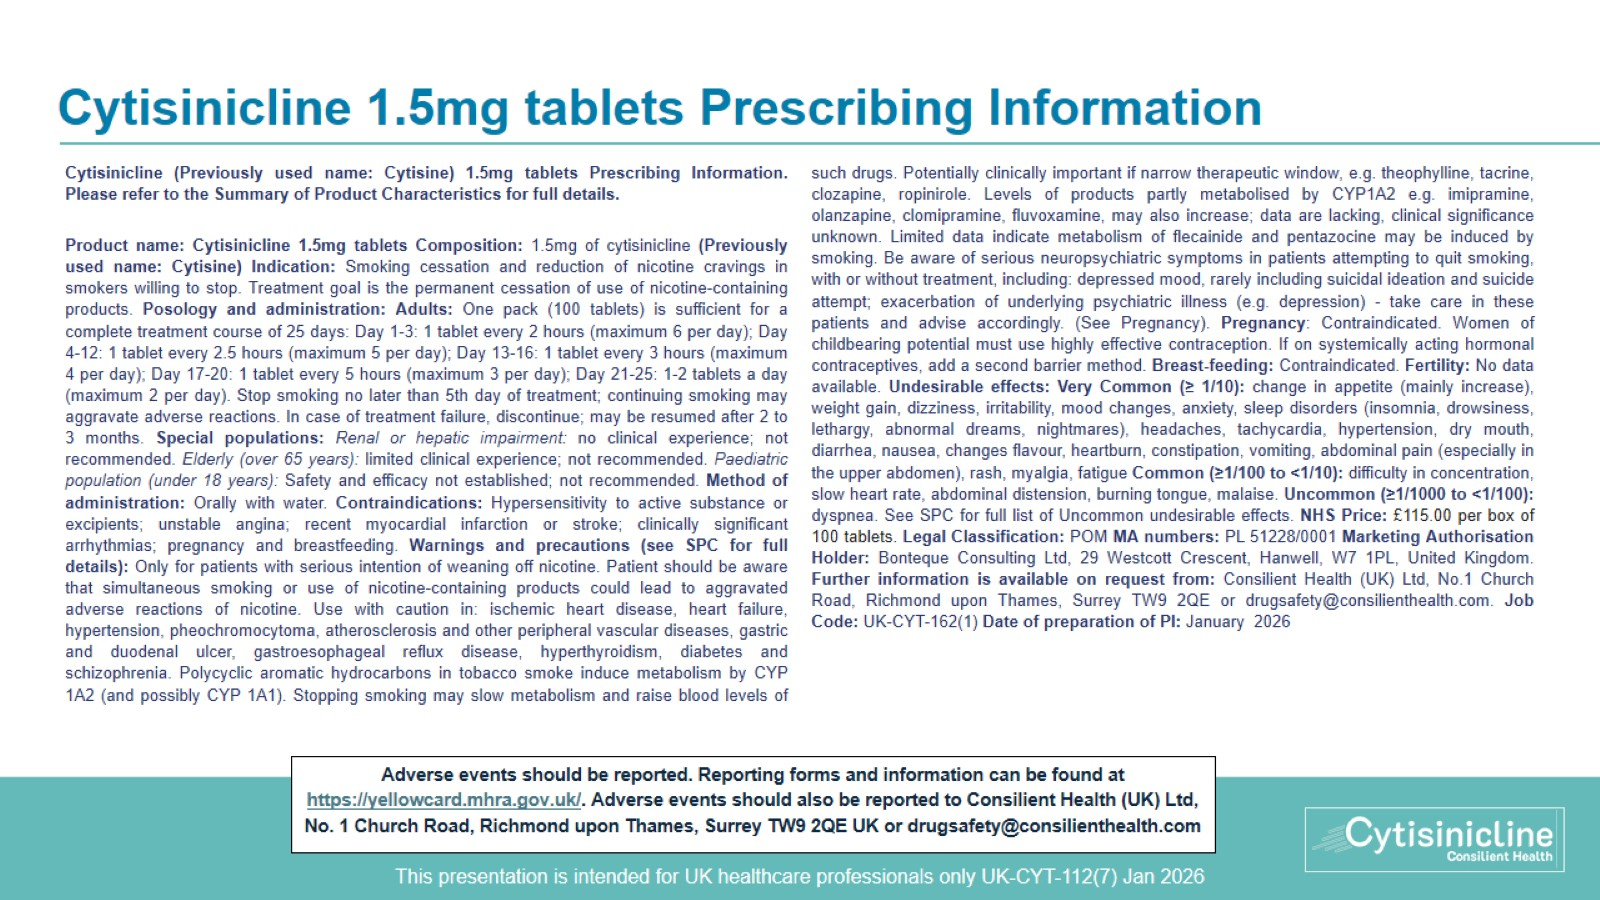 Cytisinicline 1.5mg tablets Prescribing Information
Cytisinicline (Previously used name: Cytisine) 1.5mg tablets Prescribing Information.
Please refer to the Summary of Product Characteristics for full details.
Product name: Cytisinicline 1.5mg tablets Composition: 1.5mg of cytisinicline (Previously
used name: Cytisine) Indication: Smoking cessation and reduction of nicotine cravings in
smokers willing to stop. Treatment goal is the permanent cessation of use of nicotine-containing
products. Posology and administration: Adults: One pack (100 tablets) is sufficient for a
complete treatment course of 25 days: Day 1-3: 1 tablet every 2 hours (maximum 6 per day); Day
4-12: 1 tablet every 2.5 hours (maximum 5 per day); Day 13-16: 1 tablet every 3 hours (maximum
4 per day); Day 17-20: 1 tablet every 5 hours (maximum 3 per day); Day 21-25: 1-2 tablets a day
(maximum 2 per day). Stop smoking no later than 5th day of treatment; continuing smoking may
aggravate adverse reactions. In case of treatment failure, discontinue; may be resumed after 2 to
3 months. Special populations: Renal or hepatic impairment: no clinical experience; not
recommended. Elderly (over 65 years): limited clinical experience; not recommended. Paediatric
population (under 18 years): Safety and efficacy not established; not recommended. Method of
administration: Orally with water. Contraindications: Hypersensitivity to active substance or
excipients; unstable angina; recent myocardial infarction or stroke; clinically significant
arrhythmias; pregnancy and breastfeeding. Warnings and precautions (see SPC for full
details): Only for patients with serious intention of weaning off nicotine. Patient should be aware
that simultaneous smoking or use of nicotine-containing products could lead to aggravated
adverse reactions of nicotine. Use with caution in: ischemic heart disease, heart failure,
hypertension, pheochromocytoma, atherosclerosis and other peripheral vascular diseases, gastric
and duodenal ulcer, gastroesophageal reflux disease, hyperthyroidism, diabetes and
schizophrenia. Polycyclic aromatic hydrocarbons in tobacco smoke induce metabolism by CYP
1A2 (and possibly CYP 1A1). Stopping smoking may slow metabolism and raise blood levels of
such drugs. Potentially clinically important if narrow therapeutic window, e.g. theophylline, tacrine,
clozapine, ropinirole. Levels of products partly metabolised by CYP1A2 e.g. imipramine,
olanzapine, clomipramine, fluvoxamine, may also increase; data are lacking, clinical significance
unknown. Limited data indicate metabolism of flecainide and pentazocine may be induced by
smoking. Be aware of serious neuropsychiatric symptoms in patients attempting to quit smoking,
with or without treatment, including: depressed mood, rarely including suicidal ideation and suicide
attempt; exacerbation of underlying psychiatric illness (e.g. depression) - take care in these
patients and advise accordingly. (See Pregnancy). Pregnancy: Contraindicated. Women of
childbearing potential must use highly effective contraception. If on systemically acting hormonal
contraceptives, add a second barrier method. Breast-feeding: Contraindicated. Fertility: No data
available. Undesirable effects: Very Common (≥ 1/10): change in appetite (mainly increase),
weight gain, dizziness, irritability, mood changes, anxiety, sleep disorders (insomnia, drowsiness,
lethargy, abnormal dreams, nightmares), headaches, tachycardia, hypertension, dry mouth,
diarrhea, nausea, changes flavour, heartburn, constipation, vomiting, abdominal pain (especially in
the upper abdomen), rash, myalgia, fatigue Common (≥1/100 to <1/10): difficulty in concentration,
slow heart rate, abdominal distension, burning tongue, malaise. Uncommon (≥1/1000 to <1/100):
dyspnea. See SPC for full list of Uncommon undesirable effects. NHS Price: £115.00 per box of
100 tablets. Legal Classification: POM MA numbers: PL 51228/0001 Marketing Authorisation
Holder: Bonteque Consulting Ltd, 29 Westcott Crescent, Hanwell, W7 1PL, United Kingdom.
Further information is available on request from: Consilient Health (UK) Ltd, No.1 Church
Road, Richmond upon Thames, Surrey TW9 2QE or drugsafety@consilienthealth.com. Job
Code: UK-CYT-162(1) Date of preparation of PI: January 2026
Adverse events should be reported. Reporting forms and information can be found at
https://yellowcard.mhra.gov.uk/. Adverse events should also be reported to Consilient Health (UK) Ltd,
No. 1 Church Road, Richmond upon Thames, Surrey TW9 2QE UK or drugsafety@consilienthealth.com
Cytisinicline
Consilient Health
This presentation is intended for UK healthcare professionals only UK-CYT-112(7) Jan 2026